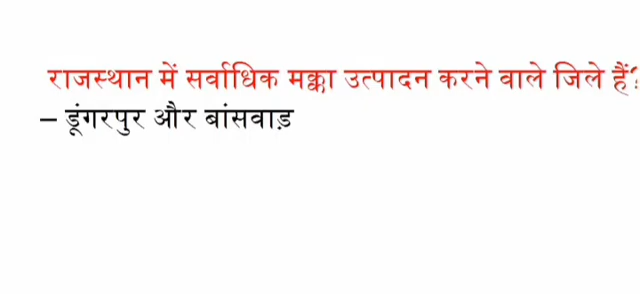 राजस्थान में सर्वाधिक मक्का उत्पादन करने वाले जिले हैं?
– डूंगरपुर और बांसवाड़